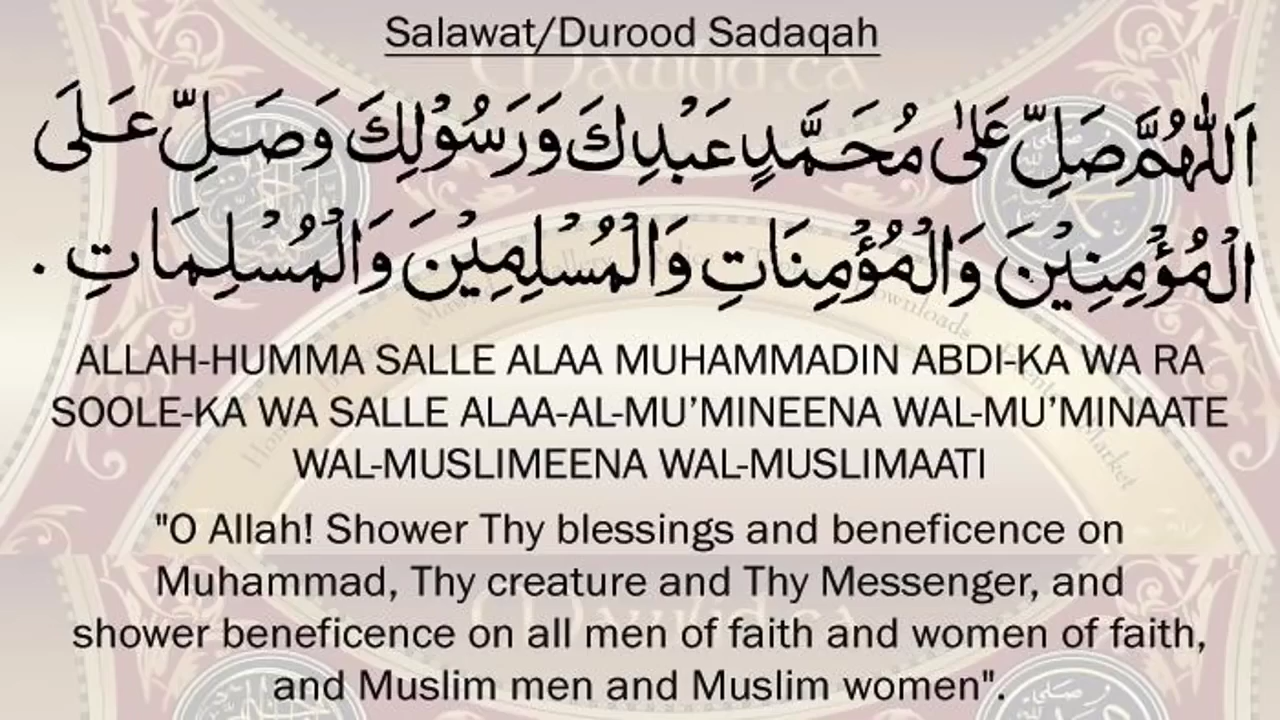 Salawat/Durood Sadaqah
اَللّٰهُمَّ صَلِّ عَلٰى مُحَمَّدٍ عَبْدِكَ وَرَسُوْلِكَ وَصَلِّ عَلَى
الْمُؤْمِنِيْنَ وَالْمُؤْمِنَاتِ وَالْمُسْلِمِيْنَ وَالْمُسْلِمَاتِ .
ALLAH-HUMMA SALLE ALAA MUHAMMADIN ABDI-KA WA RA
SOOLE-KA WA SALLE ALAA-AL-MU’MINEENA WAL-MU’MINAATE
WAL-MUSLIMEENA WAL-MUSLIMAATI
"O Allah! Shower Thy blessings and beneficence on
Muhammad, Thy creature and Thy Messenger, and
shower beneficence on all men of faith and women of faith,
and Muslim men and Muslim women".